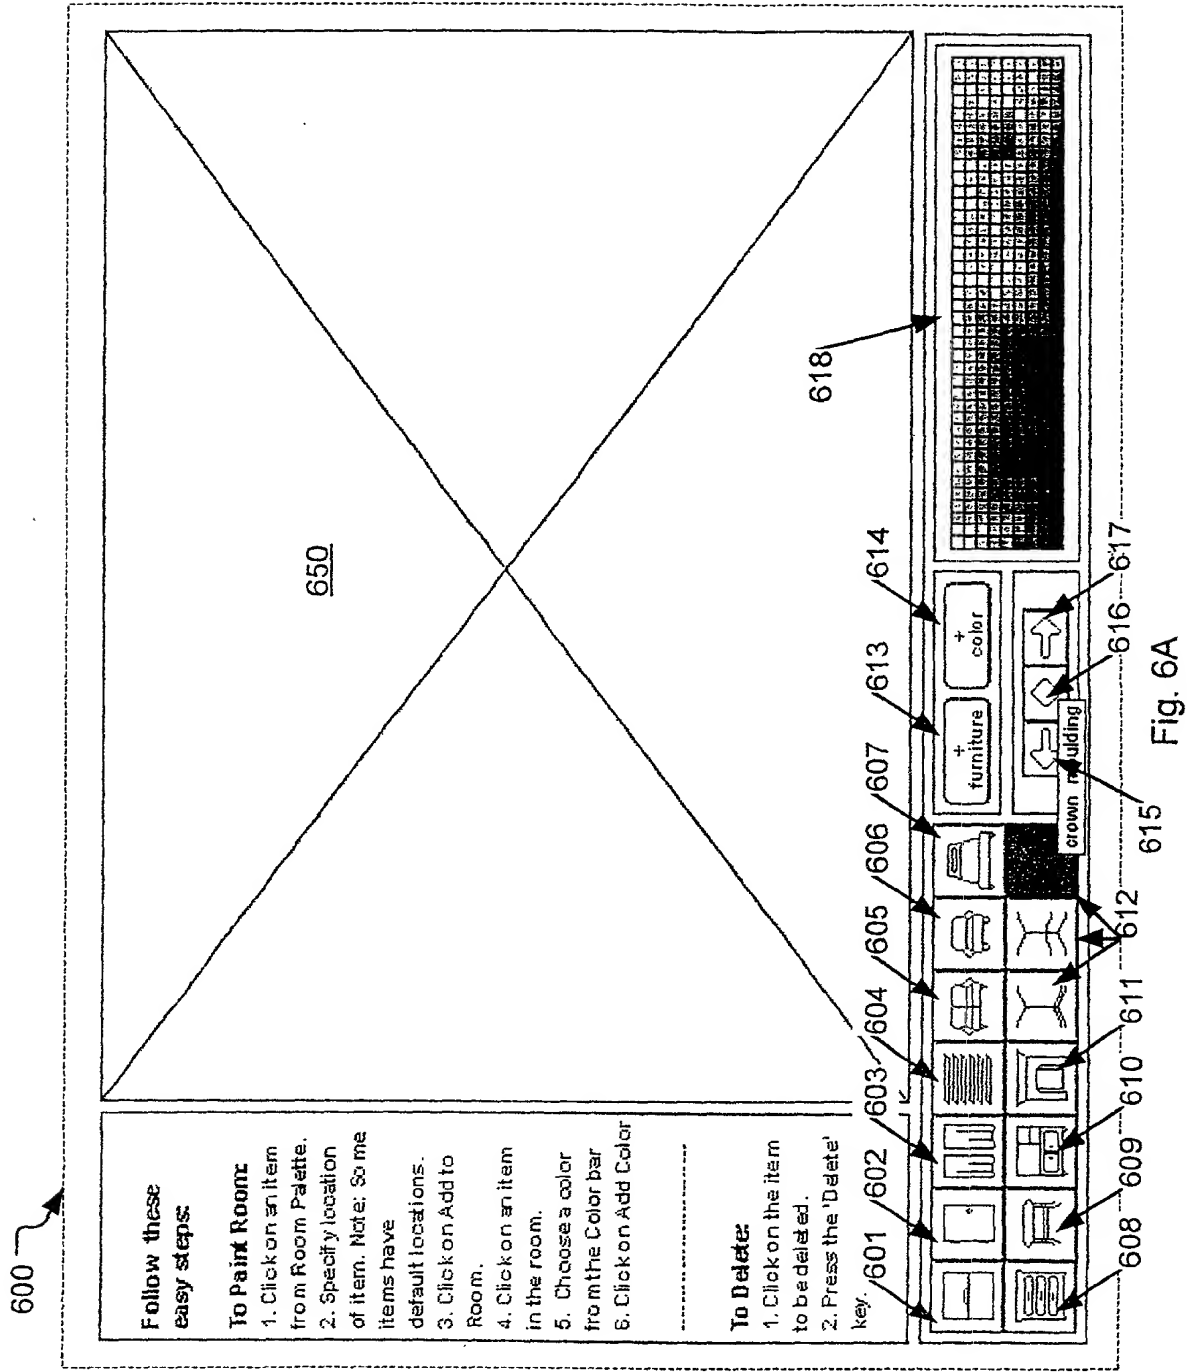 600
Follow these
easy steps:
To Paint Room:
1. Click on an item
from Room Palette.
2. Specify location
of item. Note: Some
items have
default locations.
3. Click on Add to
Room.
4. Click on an item
in the room.
5. Choose a color
from the Color bar
6. Click on Add Color
To Delete:
1. Click on the item
to be deleted.
2. Press the 'Delete'
key.
650
601
602
603
604
605
606
607
613
614
618
+
furniture
+
color
crown moulding
608
609
610
611
612
615
616
617
Fig. 6A